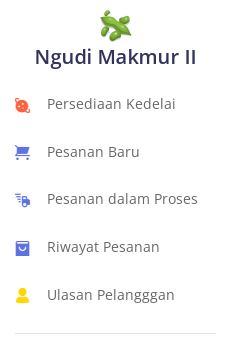 Ngudi Makmur II
Persediaan Kedelai
Pesanan Baru
Pesanan dalam Proses
Riwayat Pesanan
Ulasan Pelangggan